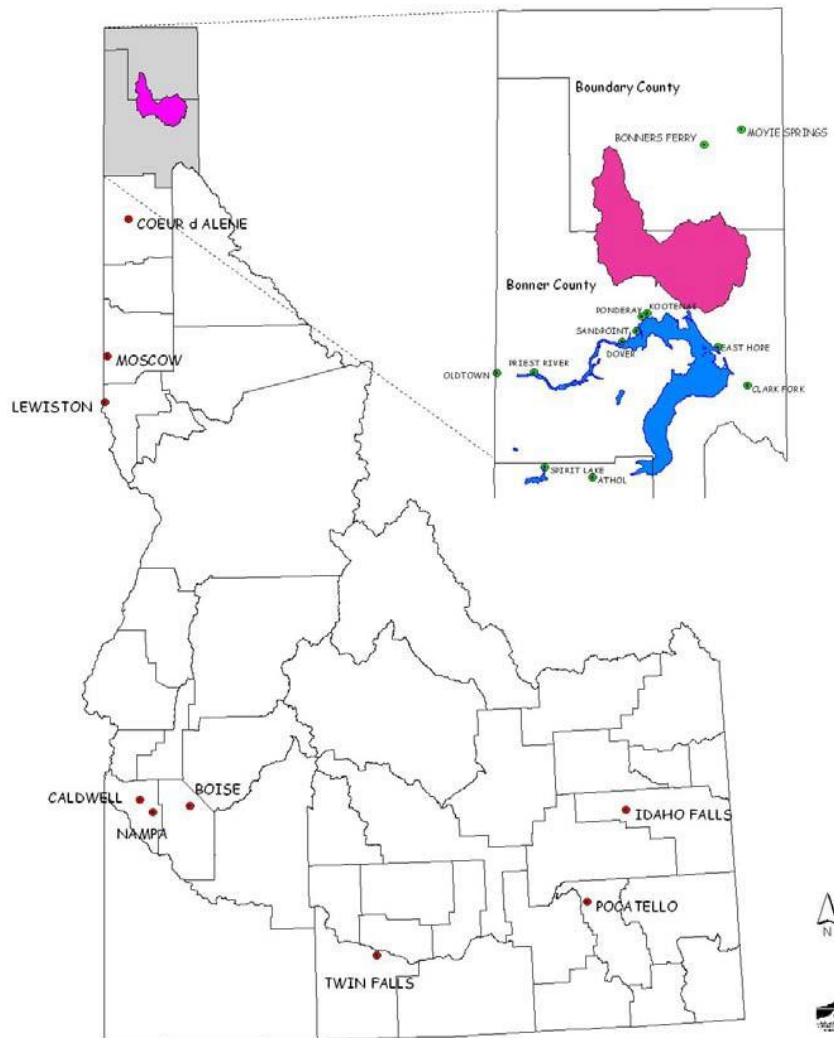 Boundary County
MOYIE SPRINGS
BONNERS FERRY
COEUR d ALENE
Bonner County
KOOTENAI
PONDERAY
SANDPOINT
EAST HOPE
DOVER
MOSCOW
PRIEST RIVER
OLDTOWN
CLARK FORK
LEWISTON
SPIRIT LAKE
ATHOL
BOISE
CALDWELL
IDAHO FALLS
NAMPA
POCATELLO
N
TWIN FALLS